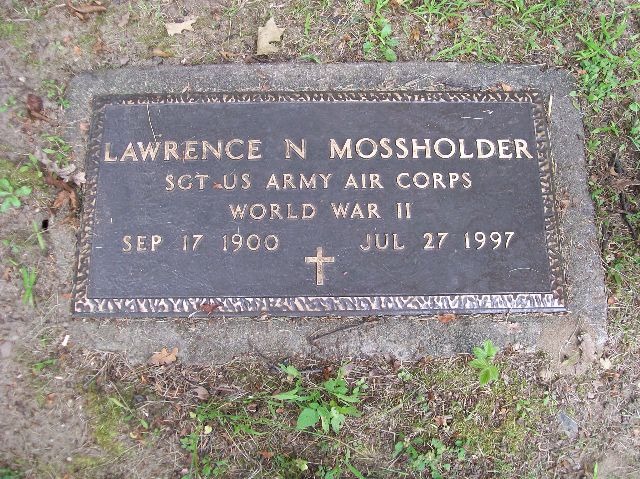 LAWRENCE N MOSSHOLDER
SGT US ARMY AIR CORPS
WORLD WAR II
SEP 17 1900 JUL 27 1997